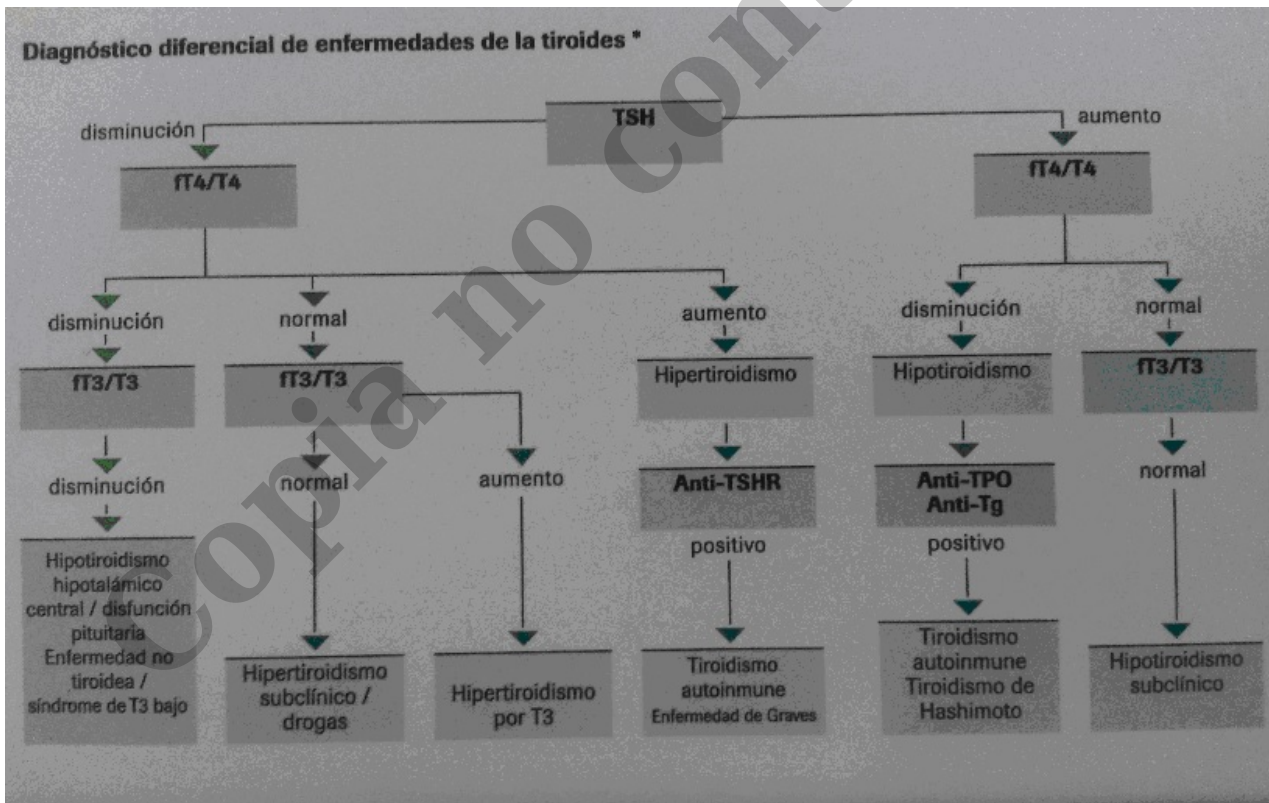 Diagnóstico diferencial de enfermedades de la tiroides *
TSH
disminución
aumento
fT4/T4
fT4/T4
disminución
normal
aumento
disminución
normal
fT3/T3
fT3/T3
Hipertiroidismo
Hipotiroidismo
fT3/T3
disminución
normal
aumento
Anti-TSHR
Anti-TPO
Anti-Tg
normal
positivo
positivo
Hipotiroidismo
hipotalámico
central / disfunción
pituitaria
Enfermedad no
tiroidea /
síndrome de T3 bajo
Hipertiroidismo
subclínico /
drogas
Hipertiroidismo
por T3
Tiroidismo
autoinmune
Enfermedad de Graves
Tiroidismo
autoinmune
Tiroidismo de
Hashimoto
Hipotiroidismo
subclínico
Copia no con